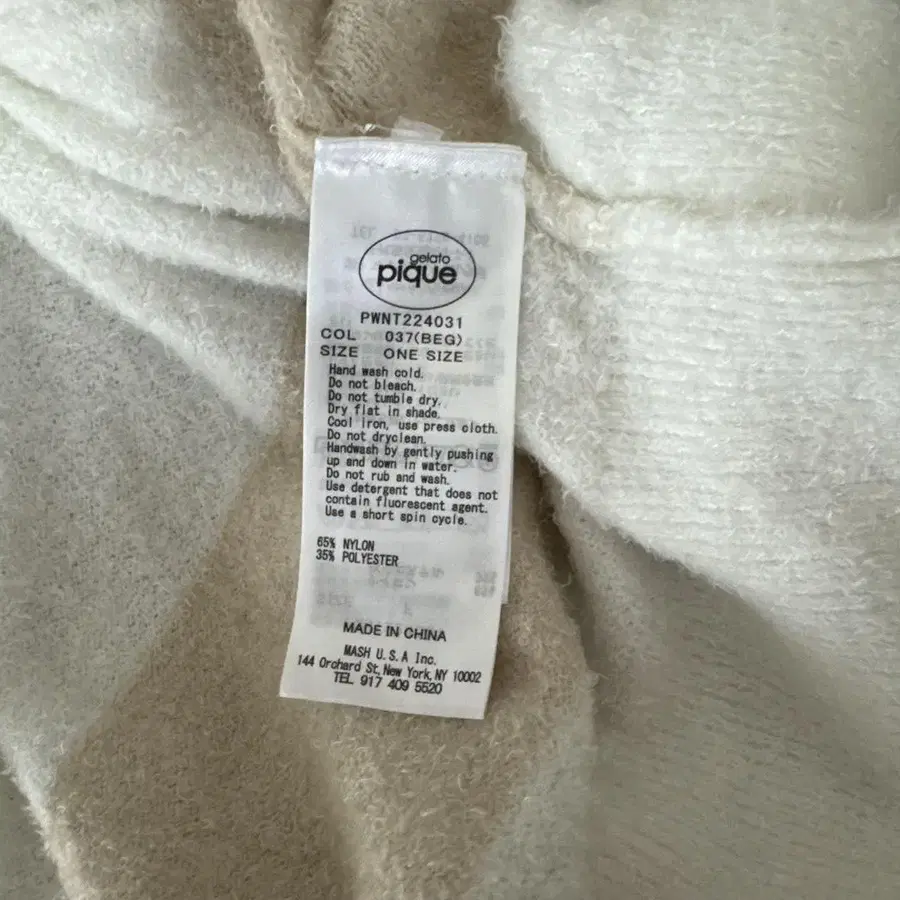 gelato
pique
PWNT224031
COL 037(BEG)
SIZE ONE SIZE
Hand wash cold.
Do not bleach.
Do not tumble dry.
Dry flat in shade.
Cool iron, use press cloth.
Do not dryclean.
Handwash by gently pushing
up and down in water.
Do not rub and wash.
Use detergent that does not
contain fluorescent agent.
Use a short spin cycle.
65% NYLON
35% POLYESTER
MADE IN CHINA
MASH U.S.A Inc.
144 Orchard St, New York, NY 10002
TEL 917 409 5520